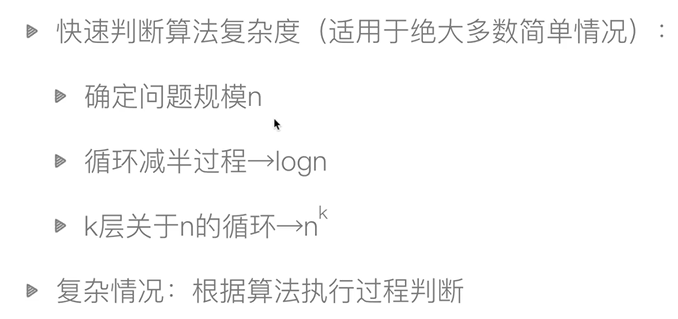 快速判断算法复杂度（适用于绝大多数简单情况）：
确定问题规模n
循环减半过程→logn
k层关于n的循环→n^k
复杂情况：根据算法执行过程判断